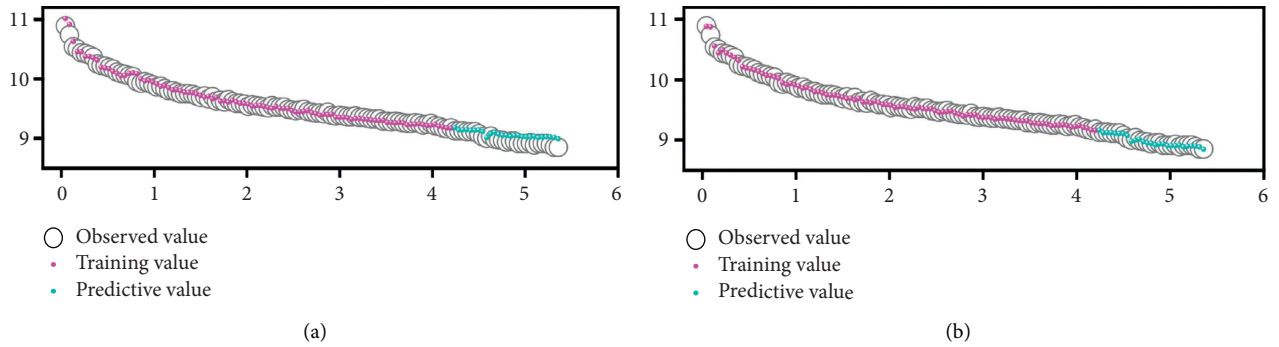 11
10
9
0 1 2 3 4 5 6
Observed value
Training value
Predictive value
(a)
11
10
9
0 1 2 3 4 5 6
Observed value
Training value
Predictive value
(b)